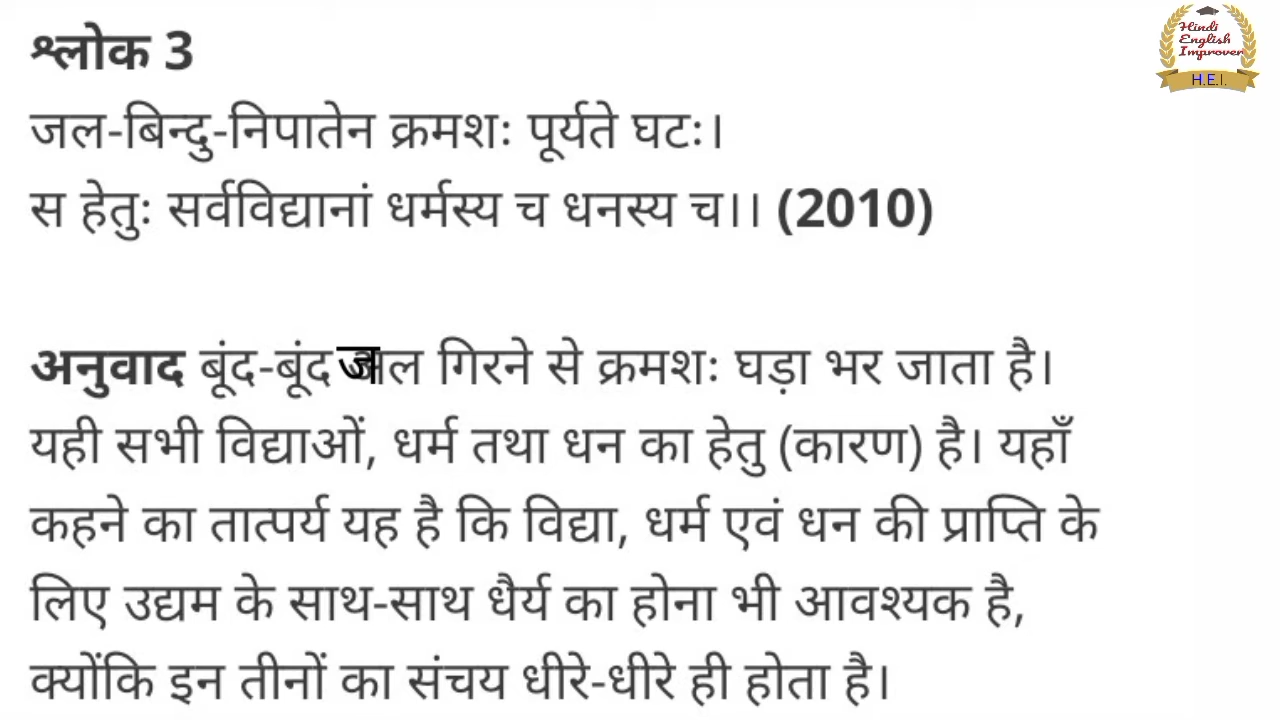 श्लोक 3
Hindi
English
Improver
H.E.I.
जल-बिन्दु-निपातेन क्रमशः पूर्यते घटः।
स हेतुः सर्वविद्यानां धर्मस्य च धनस्य च।। (2010)
अनुवाद बूंद-बूंद जल गिरने से क्रमशः घड़ा भर जाता है।
यही सभी विद्याओं, धर्म तथा धन का हेतु (कारण) है। यहाँ
कहने का तात्पर्य यह है कि विद्या, धर्म एवं धन की प्राप्ति के
लिए उद्यम के साथ-साथ धैर्य का होना भी आवश्यक है,
क्योंकि इन तीनों का संचय धीरे-धीरे ही होता है।